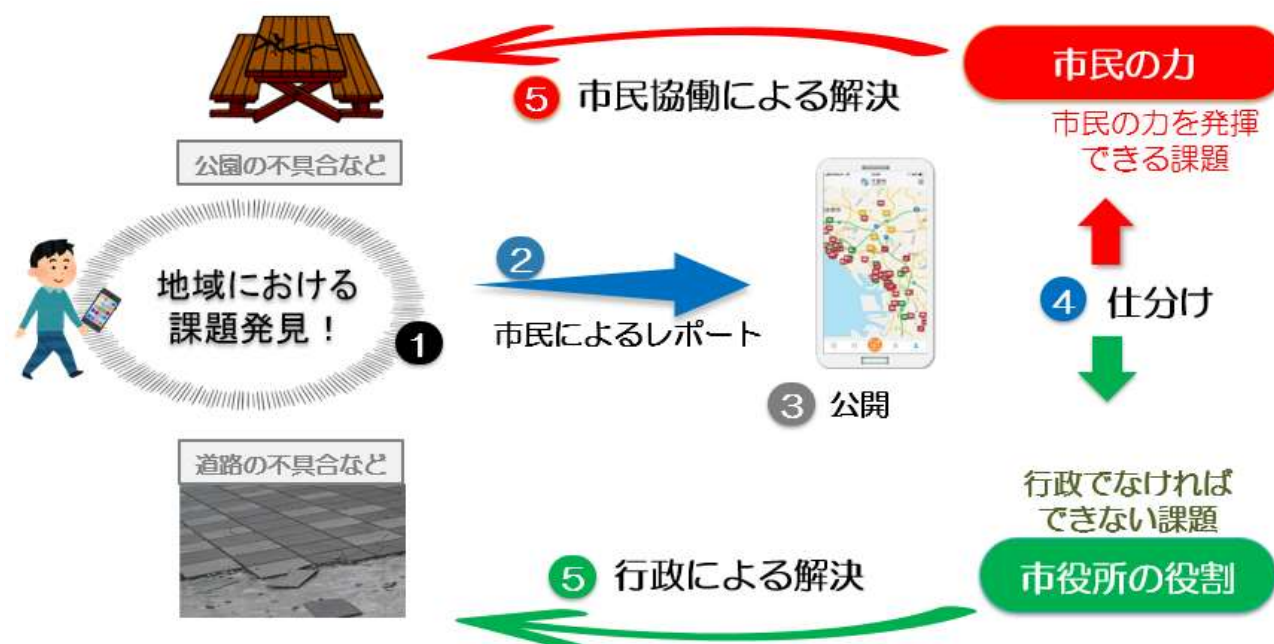 市民の力
5 市民協働による解決
市民の力を発揮
できる課題
公園の不具合など
地域における
課題発見！
1
2
市民によるレポート
3 公開
4 仕分け
道路の不具合など
行政でなければ
できない課題
5 行政による解決
市役所の役割